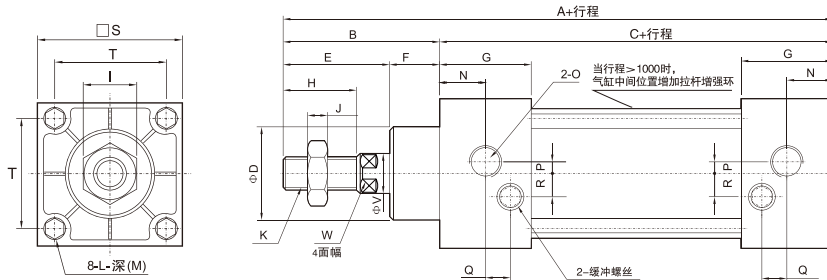 □S
T
I
T
8-L-深(M)
A+行程
B
C+行程
E
F
G
G
H
N
N
J
2-O
当行程>1000时，
气缸中间位置增加拉杆增强环
ΦD
ΦV
P
R
P
R
K
W
4面幅
Q
2-缓冲螺丝
Q